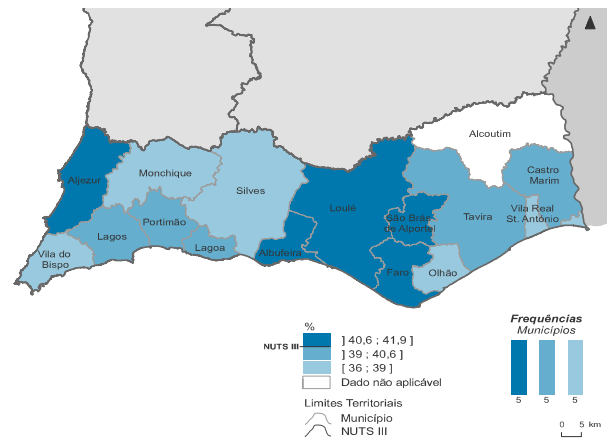 Alcoutim
Aljezur
Monchique
Silves
Castro
Marim
Loulé
São Brás
de Alportel
Tavira
Vila Real
St. António
Portimão
Lagos
Lagoa
Albufeira
Faro
Olhão
Vila do
Bispo
%
NUTS III
] 40,6 ; 41,9 ]
] 39 ; 40,6 ]
[ 36 ; 39 ]
Dado não aplicável
Limites Territoriais
Município
NUTS III
Frequências
Municípios
5 5 5
0 5 km